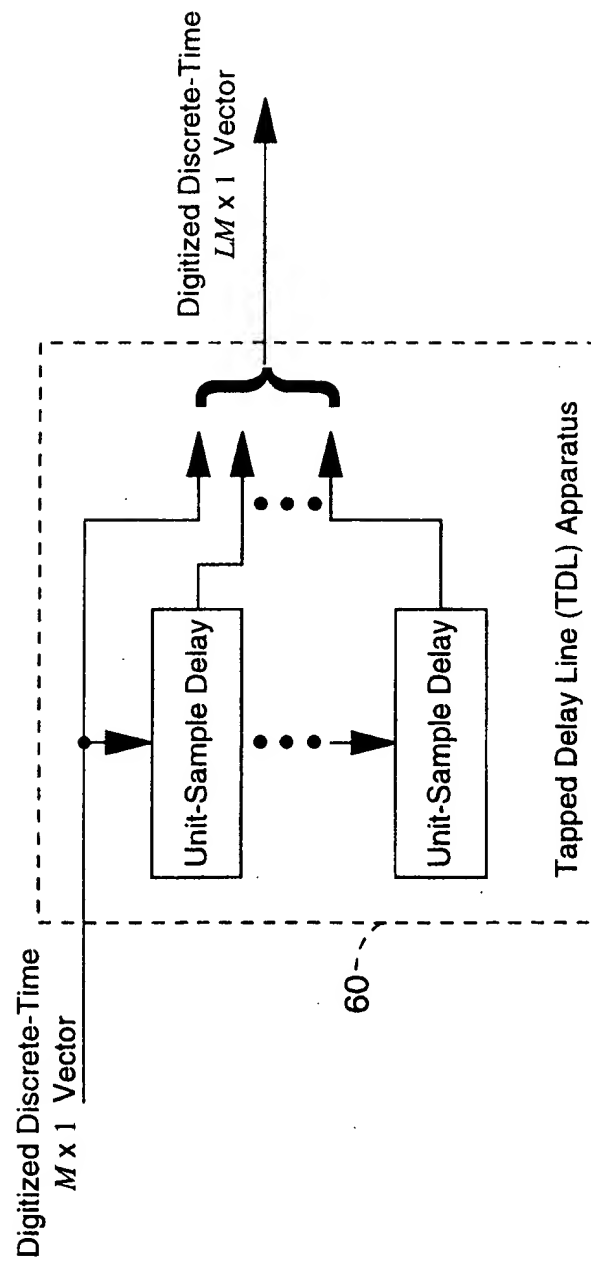 Digitized Discrete-Time
M x 1 Vector
Digitized Discrete-Time
LM x 1 Vector
Unit-Sample Delay
Unit-Sample Delay
60
Tapped Delay Line (TDL) Apparatus